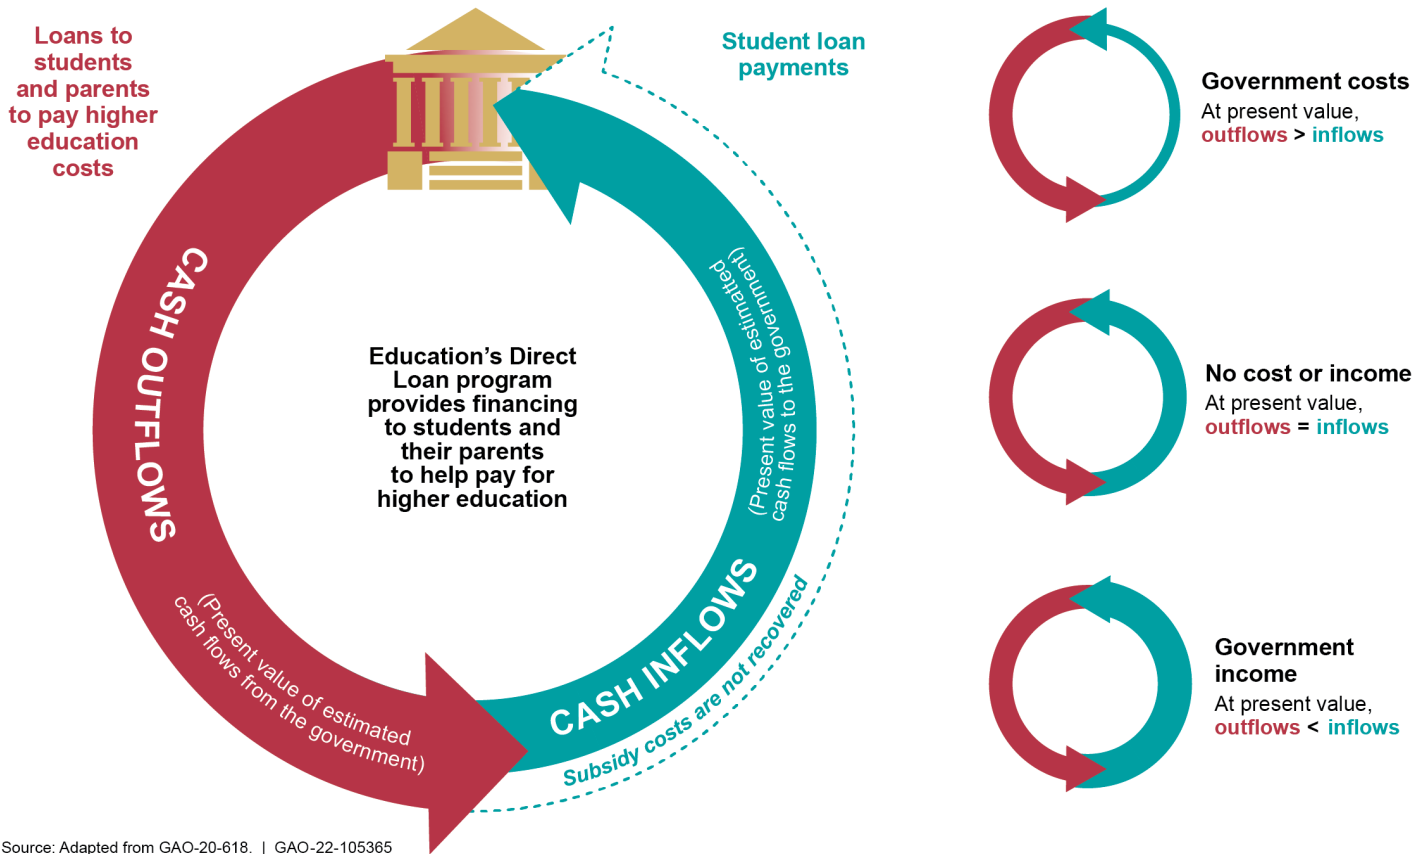 Loans to
students
and parents
to pay higher
education
costs
Student loan
payments
CASH OUTFLOWS
(Present value of estimated
cash flows from the government)
Education’s Direct
Loan program
provides financing
to students and
their parents
to help pay for
higher education
CASH INFLOWS
(Present value of estimatted
cash flows to the government)
Subsidy costs are not recovered
Government costs
At present value,
outflows > inflows
No cost or income
At present value,
outflows = inflows
Government
income
At present value,
outflows < inflows
Source: Adapted from GAO-20-618. | GAO-22-105365